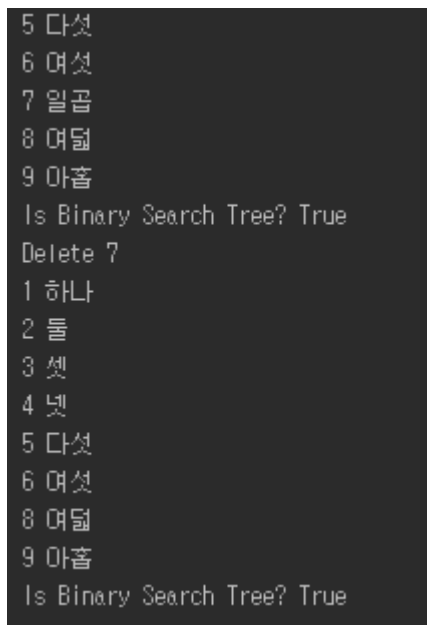 5 다섯
6 여섯
7 일곱
8 여덟
9 아홉
Is Binary Search Tree? True
Delete 7
1 하나
2 둘
3 셋
4 넷
5 다섯
6 여섯
8 여덟
9 아홉
Is Binary Search Tree? True